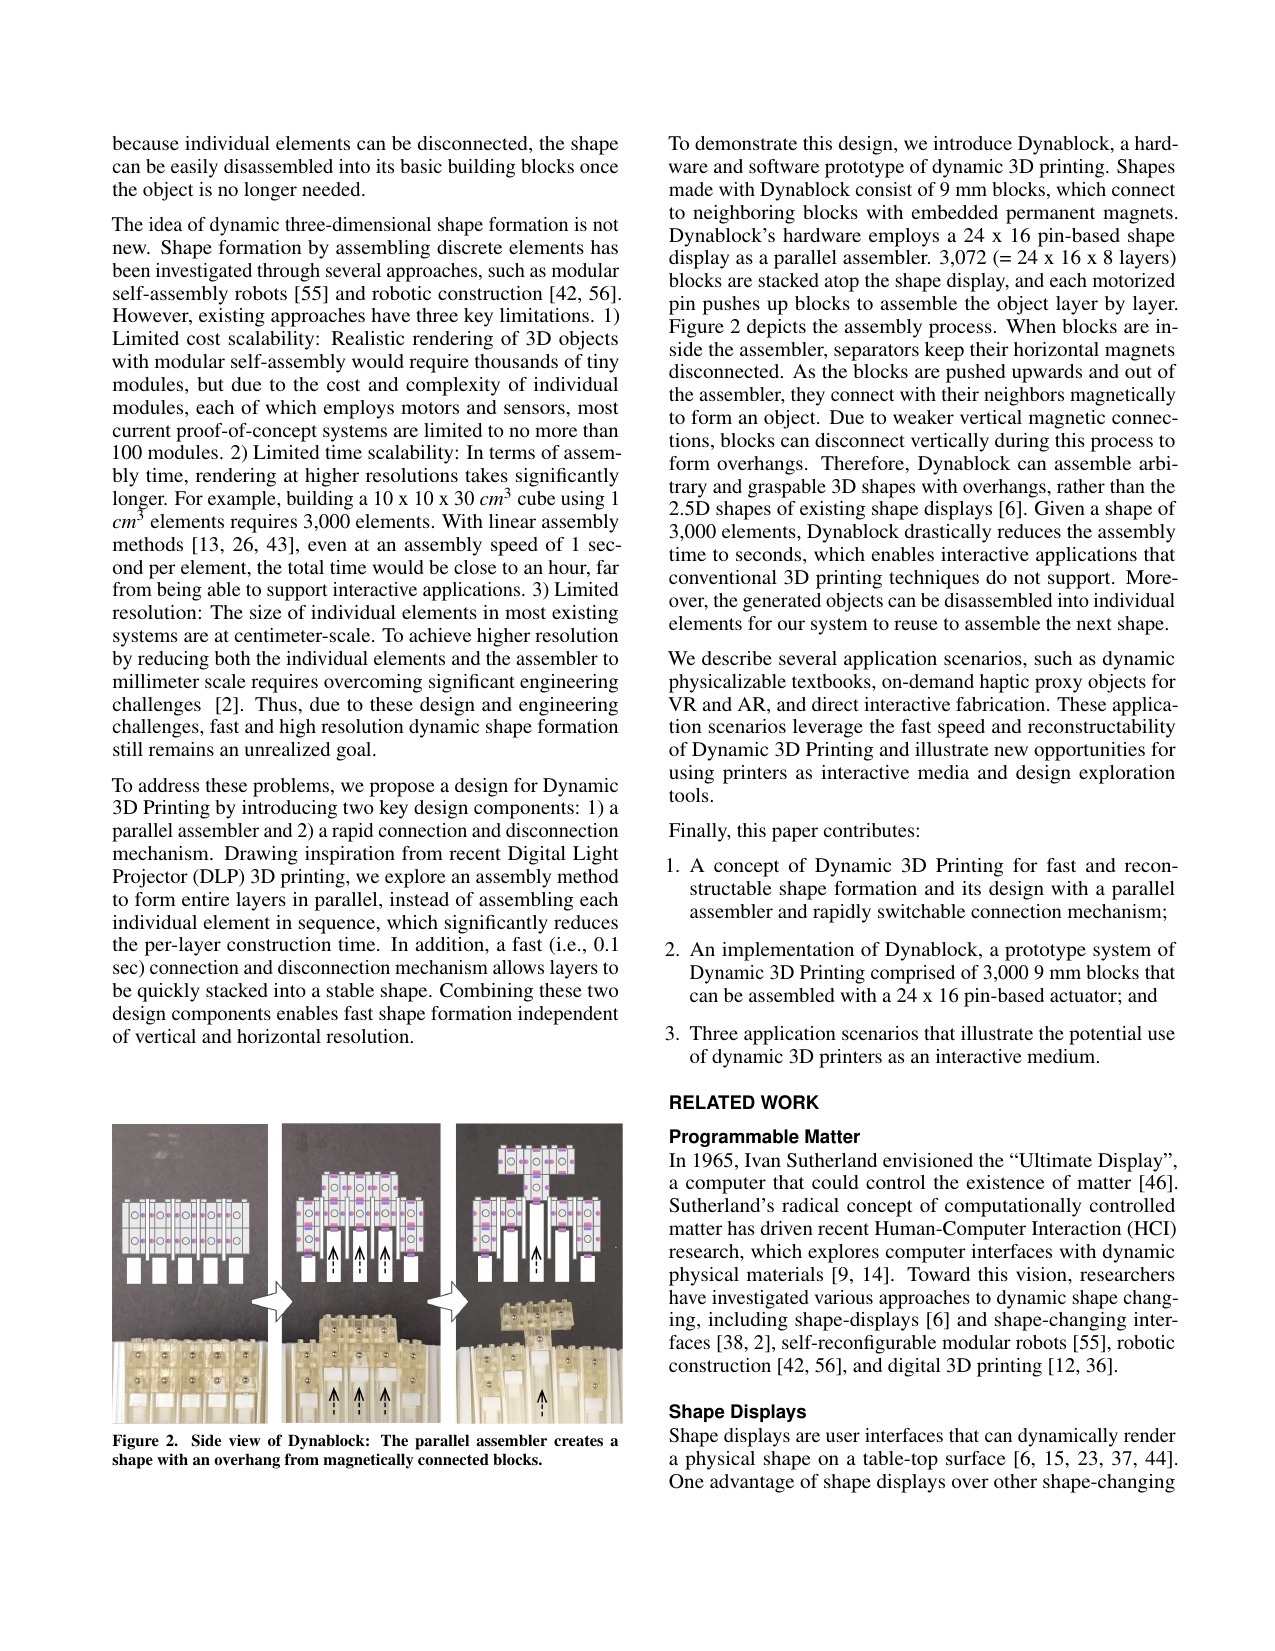 because individual elements can be disconnected, the shape
can be easily disassembled into its basic building blocks once
the object is no longer needed.
The idea of dynamic three-dimensional shape formation is not
new. Shape formation by assembling discrete elements has
been investigated through several approaches, such as modular
self-assembly robots [55] and robotic construction [42, 56].
However, existing approaches have three key limitations. 1)
Limited cost scalability: Realistic rendering of 3D objects
with modular self-assembly would require thousands of tiny
modules, but due to the cost and complexity of individual
modules, each of which employs motors and sensors, most
current proof-of-concept systems are limited to no more than
100 modules. 2) Limited time scalability: In terms of assem-
bly time, rendering at higher resolutions takes significantly
longer. For example, building a 10 x 10 x 30 cm³ cube using 1
cm³ elements requires 3,000 elements. With linear assembly
methods [13, 26, 43], even at an assembly speed of 1 sec-
ond per element, the total time would be close to an hour, far
from being able to support interactive applications. 3) Limited
resolution: The size of individual elements in most existing
systems are at centimeter-scale. To achieve higher resolution
by reducing both the individual elements and the assembler to
millimeter scale requires overcoming significant engineering
challenges [2]. Thus, due to these design and engineering
challenges, fast and high resolution dynamic shape formation
still remains an unrealized goal.
To address these problems, we propose a design for Dynamic
3D Printing by introducing two key design components: 1) a
parallel assembler and 2) a rapid connection and disconnection
mechanism. Drawing inspiration from recent Digital Light
Projector (DLP) 3D printing, we explore an assembly method
to form entire layers in parallel, instead of assembling each
individual element in sequence, which significantly reduces
the per-layer construction time. In addition, a fast (i.e., 0.1
sec) connection and disconnection mechanism allows layers to
be quickly stacked into a stable shape. Combining these two
design components enables fast shape formation independent
of vertical and horizontal resolution.
Figure 2. Side view of Dynablock: The parallel assembler creates a
shape with an overhang from magnetically connected blocks.
To demonstrate this design, we introduce Dynablock, a hard-
ware and software prototype of dynamic 3D printing. Shapes
made with Dynablock consist of 9 mm blocks, which connect
to neighboring blocks with embedded permanent magnets.
Dynablock's hardware employs a 24 x 16 pin-based shape
display as a parallel assembler. 3,072 (= 24 x 16 x 8 layers)
blocks are stacked atop the shape display, and each motorized
pin pushes up blocks to assemble the object layer by layer.
Figure 2 depicts the assembly process. When blocks are in-
side the assembler, separators keep their horizontal magnets
disconnected. As the blocks are pushed upwards and out of
the assembler, they connect with their neighbors magnetically
to form an object. Due to weaker vertical magnetic connec-
tions, blocks can disconnect vertically during this process to
form overhangs. Therefore, Dynablock can assemble arbi-
trary and graspable 3D shapes with overhangs, rather than the
2.5D shapes of existing shape displays [6]. Given a shape of
3,000 elements, Dynablock drastically reduces the assembly
time to seconds, which enables interactive applications that
conventional 3D printing techniques do not support. More-
over, the generated objects can be disassembled into individual
elements for our system to reuse to assemble the next shape.
We describe several application scenarios, such as dynamic
physicalizable textbooks, on-demand haptic proxy objects for
VR and AR, and direct interactive fabrication. These applica-
tion scenarios leverage the fast speed and reconstructability
of Dynamic 3D Printing and illustrate new opportunities for
using printers as interactive media and design exploration
tools.
Finally, this paper contributes:
1. A concept of Dynamic 3D Printing for fast and recon-
structable shape formation and its design with a parallel
assembler and rapidly switchable connection mechanism;
2. An implementation of Dynablock, a prototype system of
Dynamic 3D Printing comprised of 3,000 9 mm blocks that
can be assembled with a 24 x 16 pin-based actuator; and
3. Three application scenarios that illustrate the potential use
of dynamic 3D printers as an interactive medium.
RELATED WORK
Programmable Matter
In 1965, Ivan Sutherland envisioned the “Ultimate Display”,
a computer that could control the existence of matter [46].
Sutherland's radical concept of computationally controlled
matter has driven recent Human-Computer Interaction (HCI)
research, which explores computer interfaces with dynamic
physical materials [9, 14]. Toward this vision, researchers
have investigated various approaches to dynamic shape chang-
ing, including shape-displays [6] and shape-changing inter-
faces [38, 2], self-reconfigurable modular robots [55], robotic
construction [42, 56], and digital 3D printing [12, 36].
Shape Displays
Shape displays are user interfaces that can dynamically render
a physical shape on a table-top surface [6, 15, 23, 37, 44].
One advantage of shape displays over other shape-changing